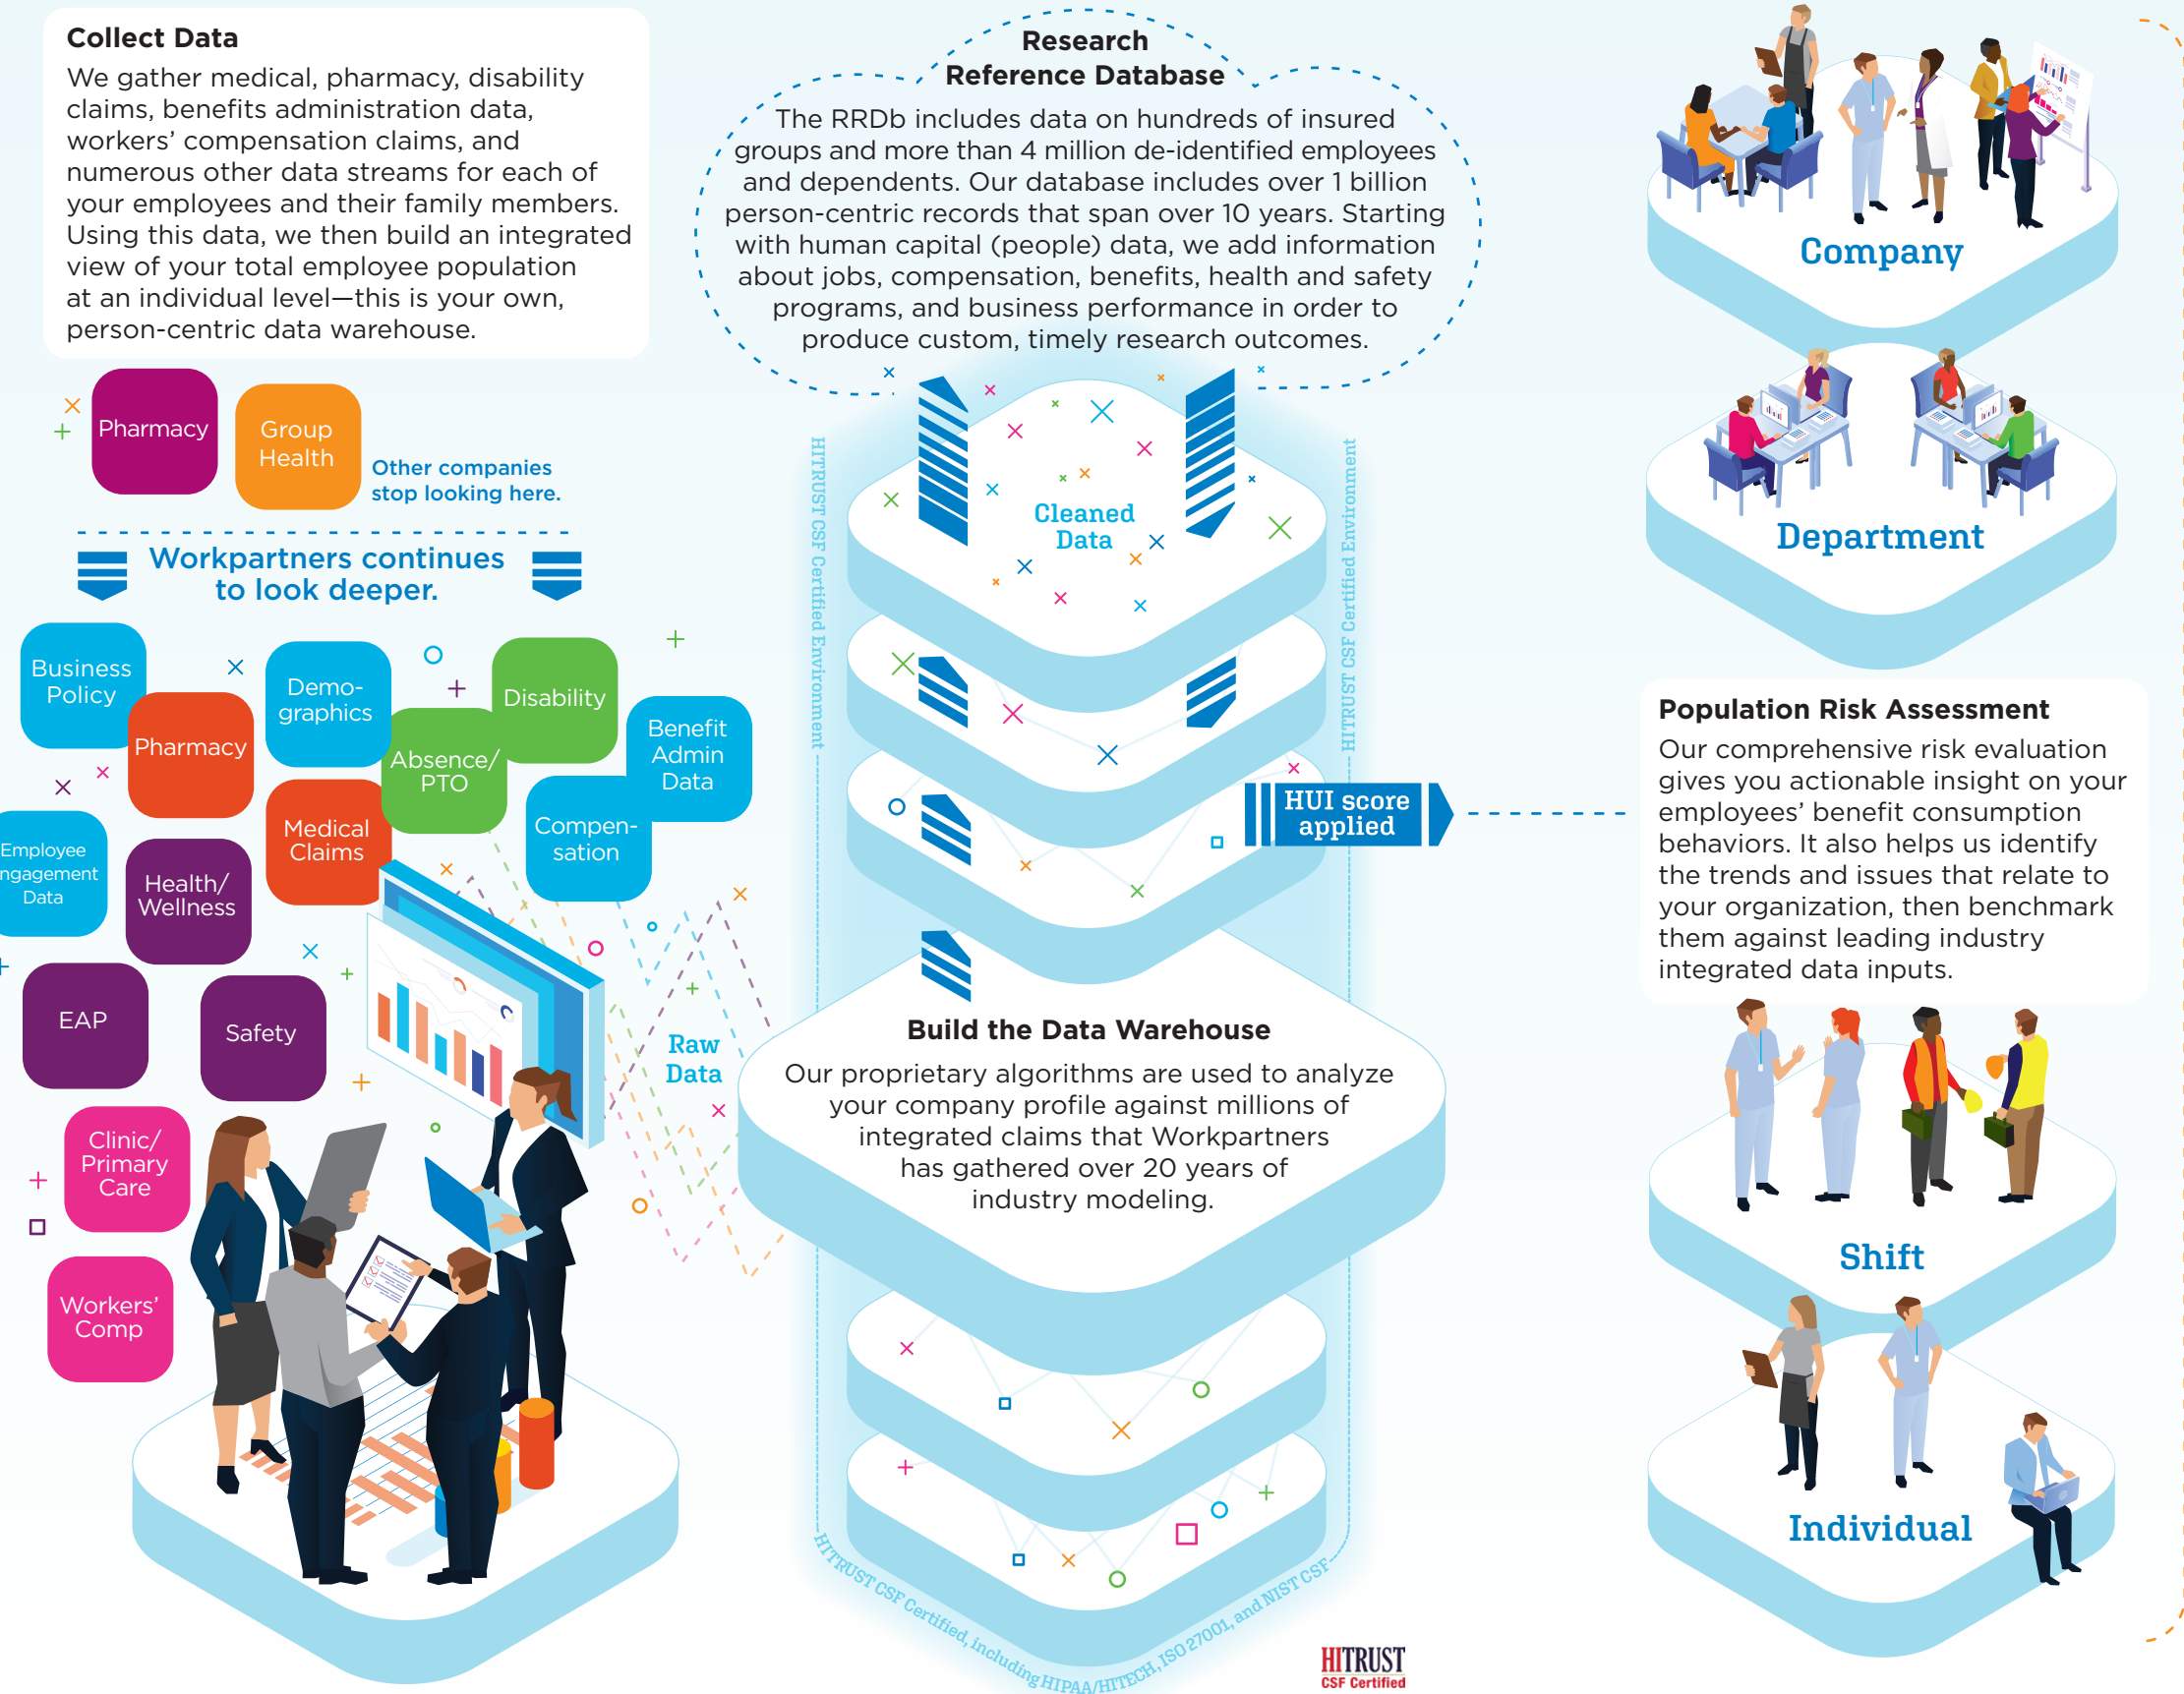 Collect Data
We gather medical, pharmacy, disability
claims, benefits administration data,
workers’ compensation claims, and
numerous other data streams for each of
your employees and their family members.
Using this data, we then build an integrated
view of your total employee population
at an individual level—this is your own,
person-centric data warehouse.
Pharmacy
Group
Health
Other companies
stop looking here.
Workpartners continues
to look deeper.
Business
Policy
Pharmacy
Demo-
graphics
Disability
Absence/
PTO
Benefit
Admin
Data
Medical
Claims
Compen-
sation
Employee
ngagement
Data
Health/
Wellness
EAP
Safety
Clinic/
Primary
Care
Workers’
Comp
Raw
Data
Research
Reference Database
The RRDb includes data on hundreds of insured
groups and more than 4 million de-identified employees
and dependents. Our database includes over 1 billion
person-centric records that span over 10 years. Starting
with human capital (people) data, we add information
about jobs, compensation, benefits, health and safety
programs, and business performance in order to
produce custom, timely research outcomes.
HITRUST CSF Certified Environment
HITRUST CSF Certified Environment
Cleaned
Data
HUI score
applied
Build the Data Warehouse
Our proprietary algorithms are used to analyze
your company profile against millions of
integrated claims that Workpartners
has gathered over 20 years of
industry modeling.
HITRUST CSF Certified, including HIPAA/HITECH, ISO 27001, and NIST CSF
HITRUST
CSF Certified
Company
Department
Population Risk Assessment
Our comprehensive risk evaluation
gives you actionable insight on your
employees’ benefit consumption
behaviors. It also helps us identify
the trends and issues that relate to
your organization, then benchmark
them against leading industry
integrated data inputs.
Shift
Individual